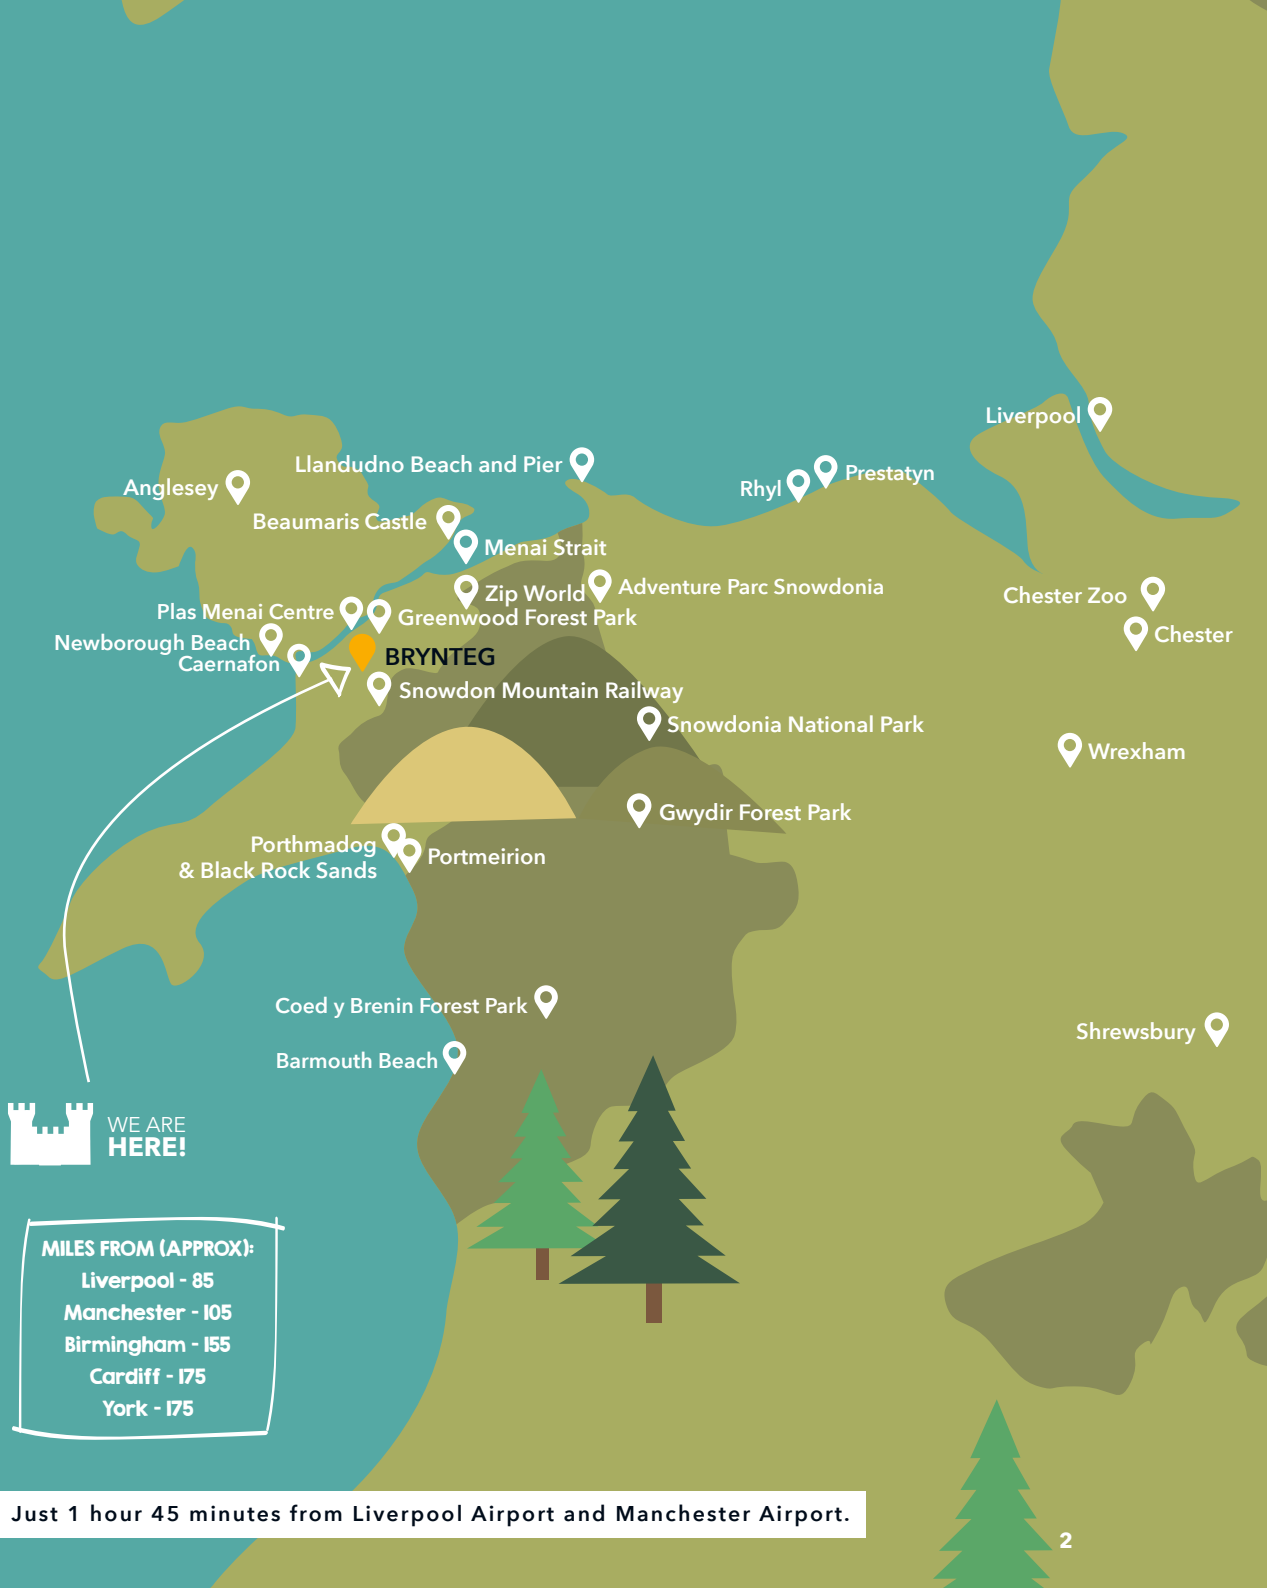 Liverpool
Llandudno Beach and Pier
Prestatyn
Rhyl
Anglesey
Beaumaris Castle
Menai Strait
Zip World
Adventure Parc Snowdonia
Chester Zoo
Plas Menai Centre
Greenwood Forest Park
Chester
Newborough Beach
Caernafon
BRYNTEG
Snowdon Mountain Railway
Snowdonia National Park
Wrexham
Gwydir Forest Park
Porthmadog
& Black Rock Sands
Portmeirion
Coed y Brenin Forest Park
Shrewsbury
Barmouth Beach
WE ARE
HERE!
MILES FROM (APPROX):
Liverpool - 85
Manchester - 105
Birmingham - 155
Cardiff - 175
York - 175
Just 1 hour 45 minutes from Liverpool Airport and Manchester Airport.
2